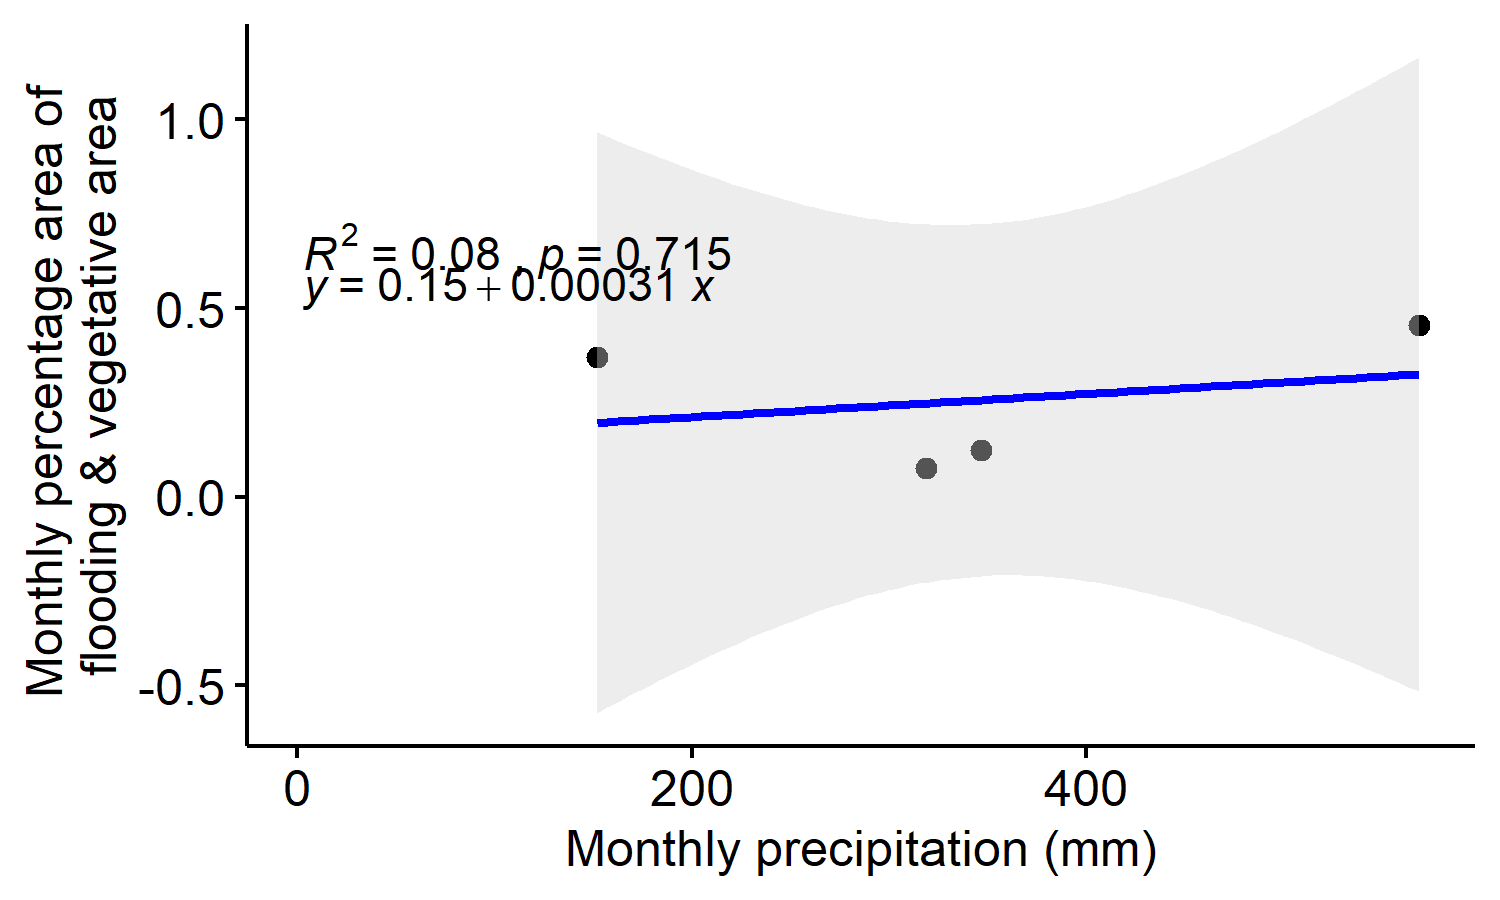 Monthly percentage area of
flooding & vegetative area
1.0
0.5
0.0
-0.5
R² = 0.08 , p = 0.715
y = 0.15 + 0.00031 x
0 200 400
Monthly precipitation (mm)